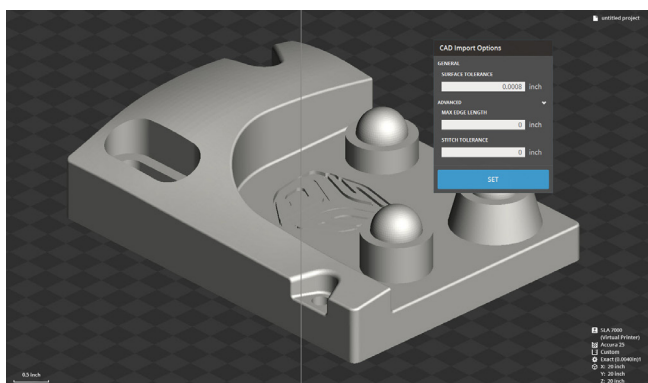 untitled project
CAD Import Options
GENERAL
SURFACE TOLERANCE
0.0008 inch
ADVANCED
MAX EDGE LENGTH
0 inch
STITCH TOLERANCE
0 inch
SET
SLA 7000
(Virtual Printer)
Accura 25
Custom
Exact (0.0040in)1
X: 20 inch
Y: 20 inch
Z: 20 inch
0.5 Inch